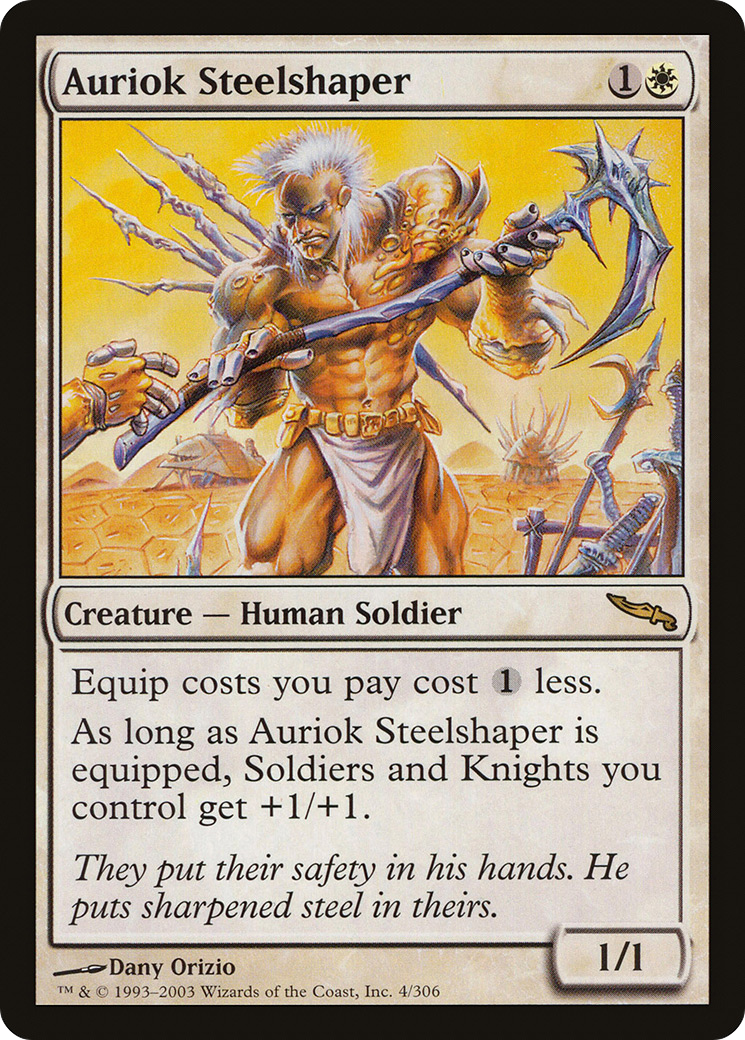 Auriok Steelshaper 1
Creature — Human Soldier
Equip costs you pay cost 1 less.
As long as Auriok Steelshaper is
equipped, Soldiers and Knights you
control get +1/+1.
They put their safety in his hands. He
puts sharpened steel in theirs.
1/1
Dany Orizio
™ & © 1993–2003 Wizards of the Coast, Inc. 4/306